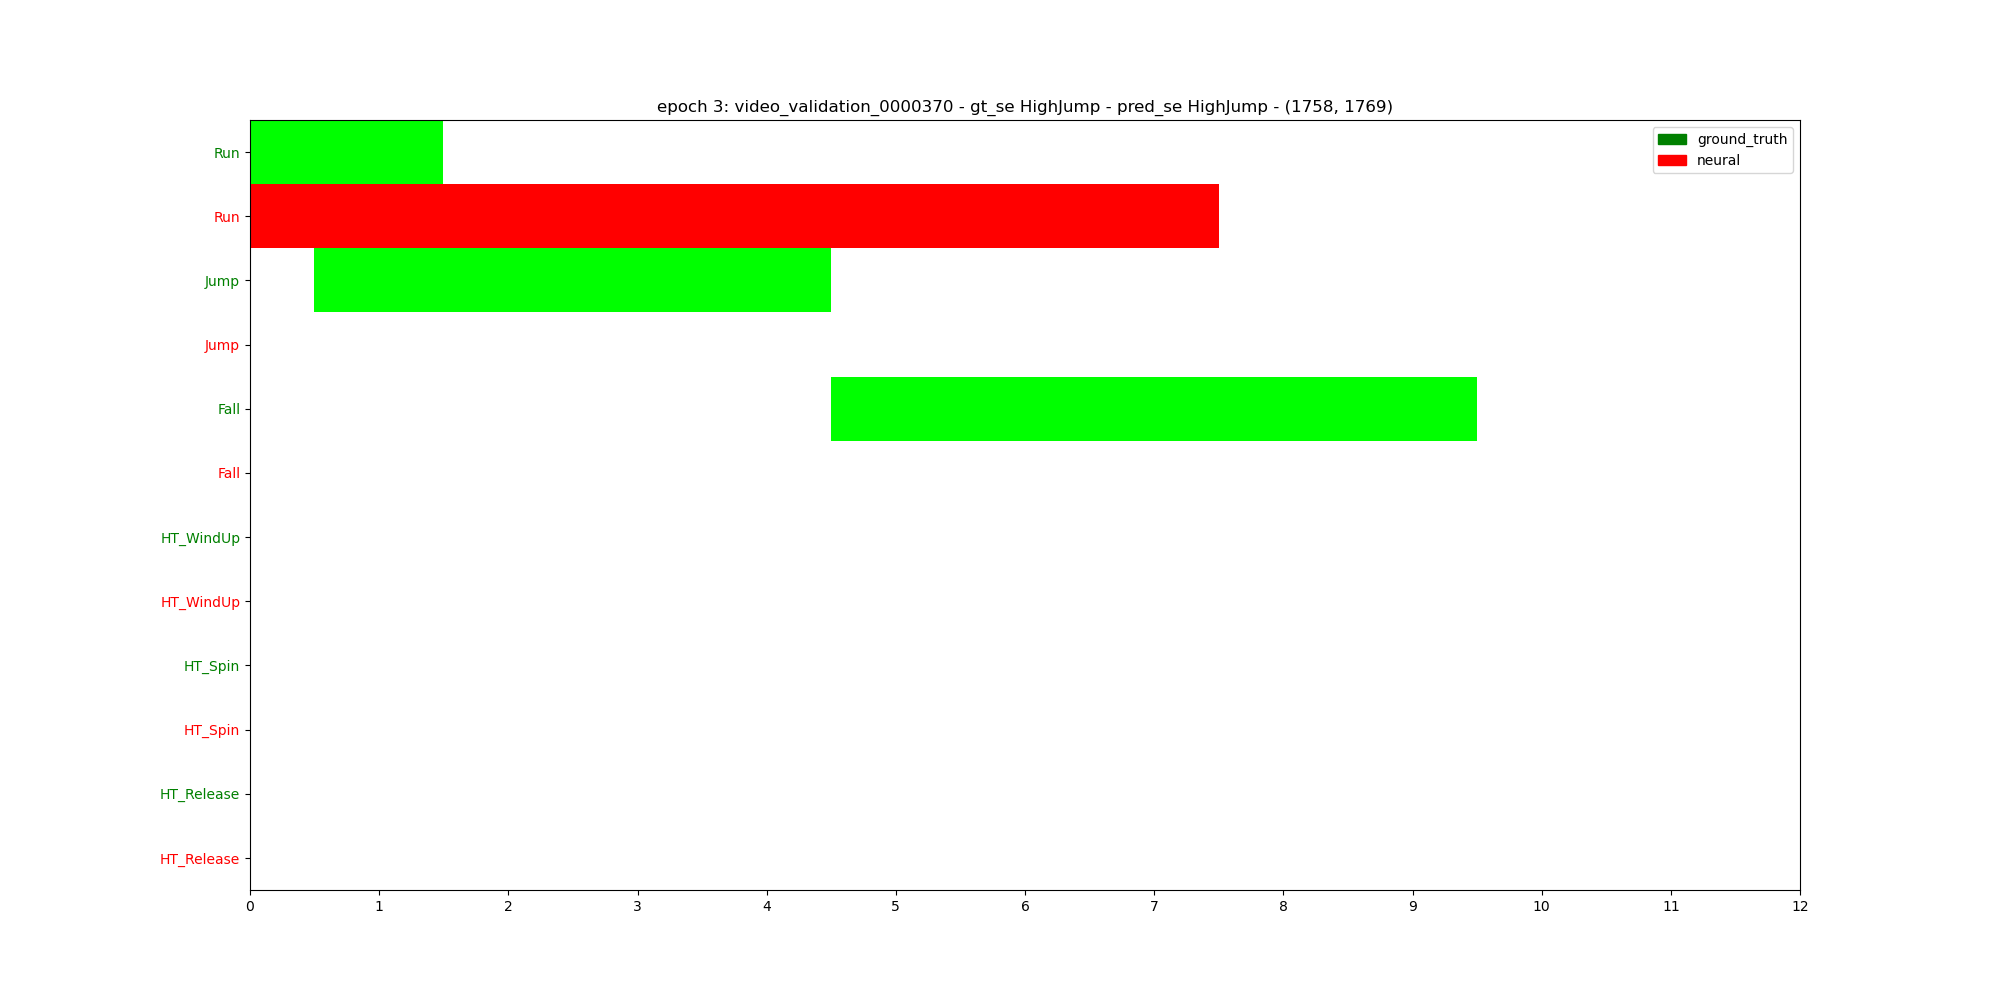 epoch 3: video_validation_0000370 - gt_se HighJump - pred_se HighJump - (1758, 1769)
ground_truth
neural
Run
Run
Jump
Jump
Fall
Fall
HT_WindUp
HT_WindUp
HT_Spin
HT_Spin
HT_Release
HT_Release
0 1 2 3 4 5 6 7 8 9 10 11 12